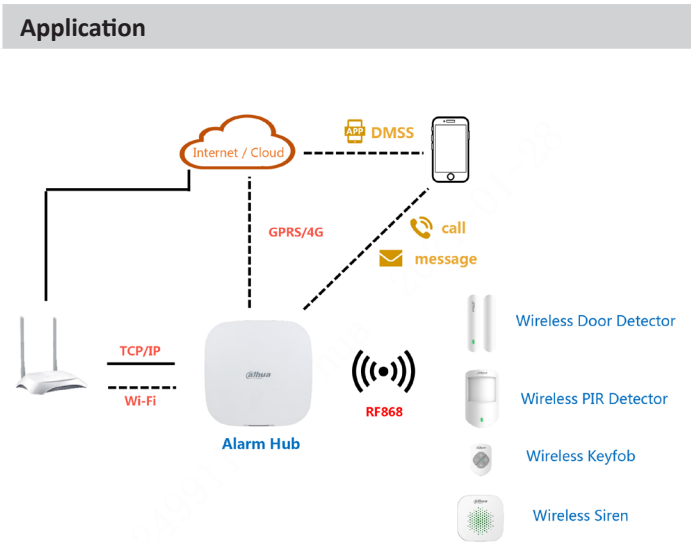 Application
Internet / Cloud
APP DMSS
GPRS/4G
call
message
TCP/IP
Wi-Fi
alhua
Alarm Hub
RF868
Wireless Door Detector
Wireless PIR Detector
Wireless Keyfob
Wireless Siren